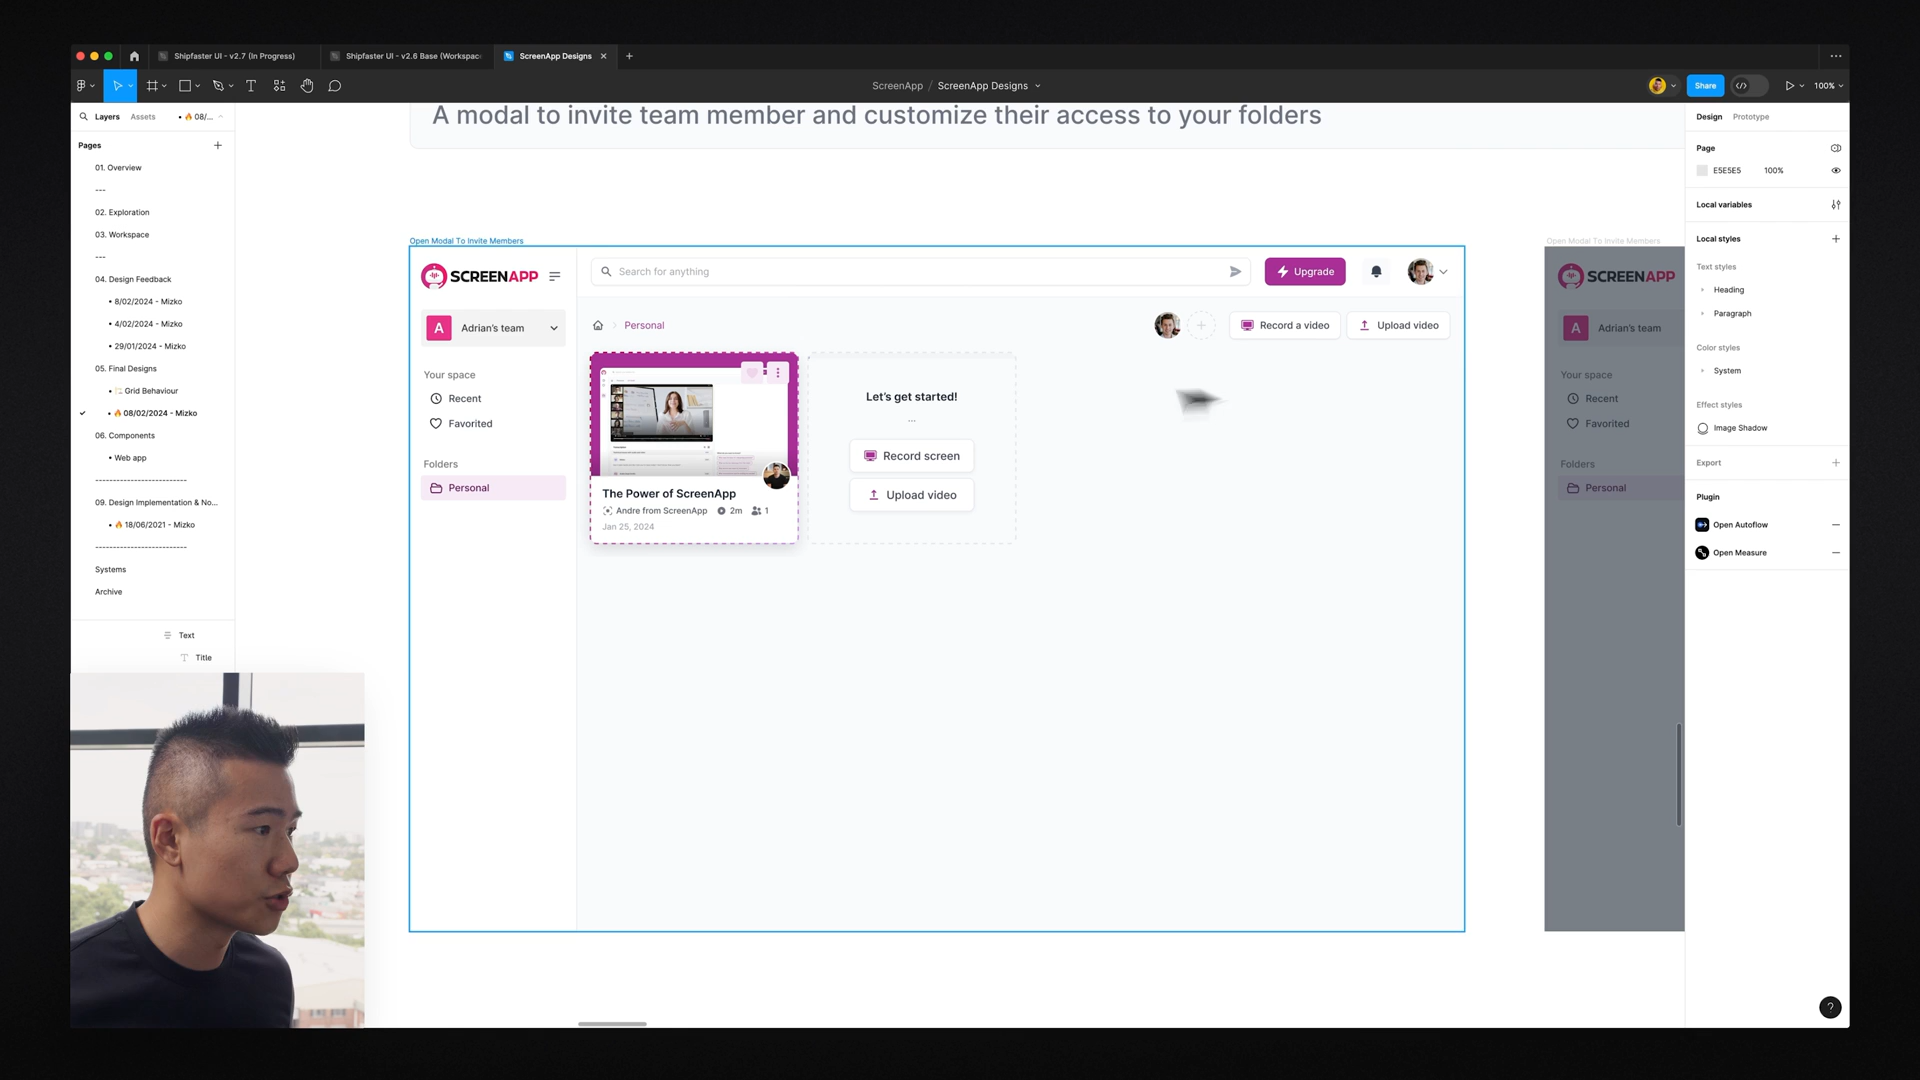 Shipfaster UI - v2.7 (In Progress)
Shipfaster UI - v2.6 Base (Workspac
ScreenApp Designs
ScreenApp / ScreenApp Designs
Share
100%
Layers
Assets
08/...
Pages
01. Overview
---
02. Exploration
03. Workspace
---
04. Design Feedback
• 8/02/2024 - Mizko
• 4/02/2024 - Mizko
• 29/01/2024 - Mizko
05. Final Designs
• Grid Behaviour
• 🔥 08/02/2024 - Mizko
06. Components
• Web app
--------------------------
09. Design Implementation & No...
• 🔥 18/06/2021 - Mizko
--------------------------
Systems
Archive
Text
Title
A modal to invite team member and customize their access to your folders
Open Modal To Invite Members
SCREENAPP
Search for anything
Upgrade
A
Adrian's team
Personal
Record a video
Upload video
Your space
Recent
Favorited
Folders
Personal
The Power of ScreenApp
Andre from ScreenApp
2m
1
Jan 25, 2024
Let's get started!
...
Record screen
Upload video
Open Modal To Invite Members
SCREENAPP
A
Adrian's team
Your space
Recent
Favorited
Folders
Personal
Design
Prototype
Page
E5E5E5
100%
Local variables
Local styles
Text styles
Heading
Paragraph
Color styles
System
Effect styles
Image Shadow
Export
Plugin
Open Autoflow
Open Measure
?